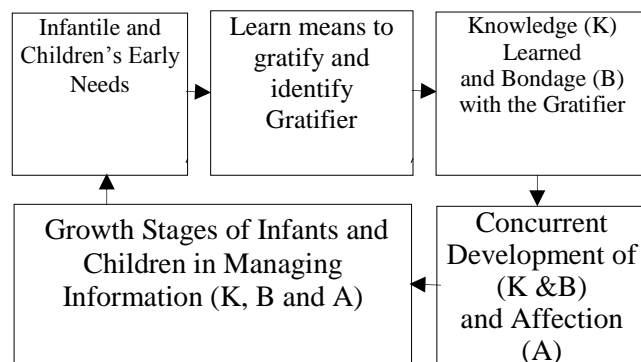 Infantile and
Children’s Early
Needs
Learn means to
gratify and
identify
Gratifier
Knowledge (K)
Learned
and Bondage (B)
with the Gratifier
Concurrent
Development of
(K &B)
and Affection
(A)
Growth Stages of Infants and
Children in Managing
Information (K, B and A)